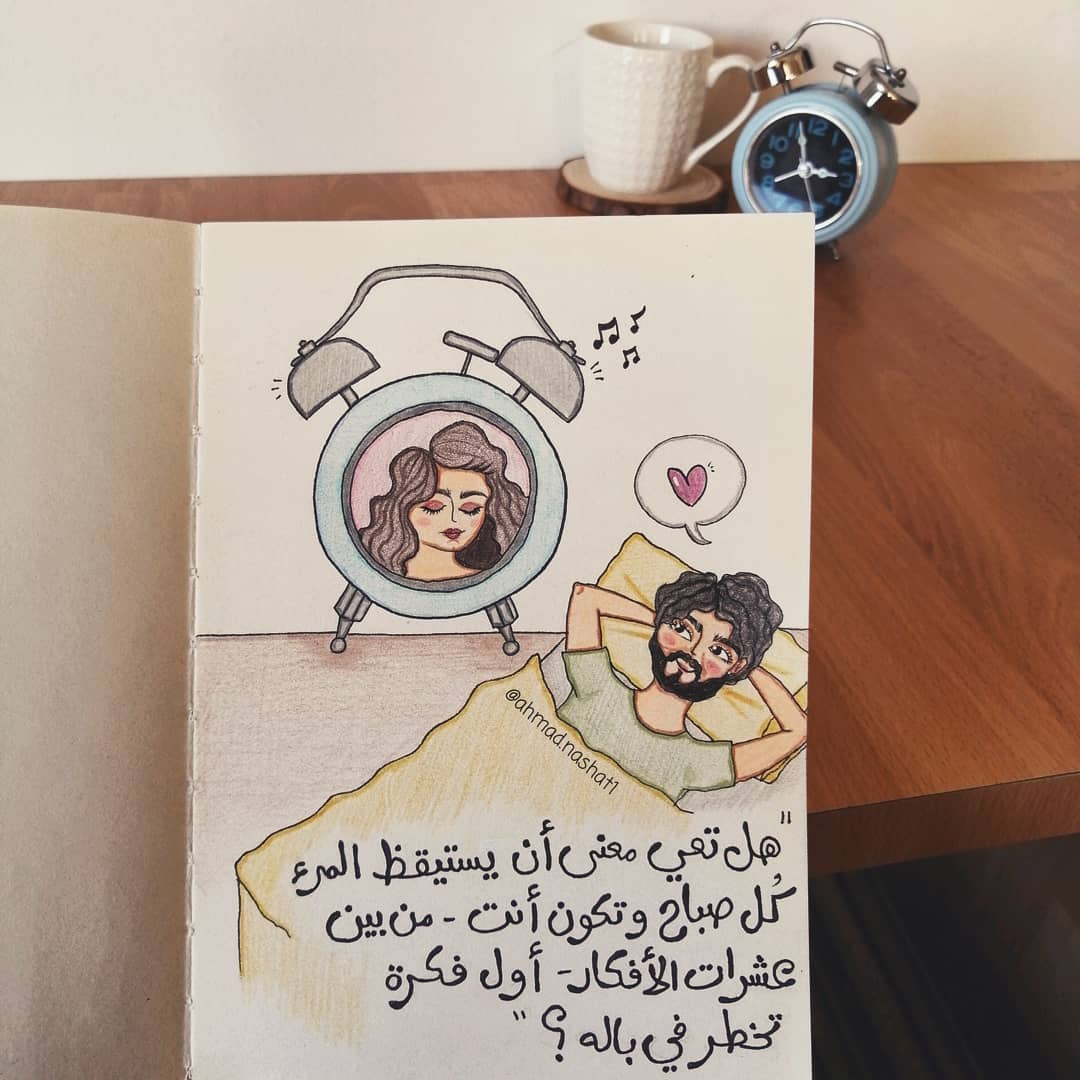 @ahmad.nashat1
"هل تعي معنى أن يستيقظ المرء
كُل صباح وتكون أنت - من بين
عشرات الأفكار - أول فكرة
تخطر في باله ؟"